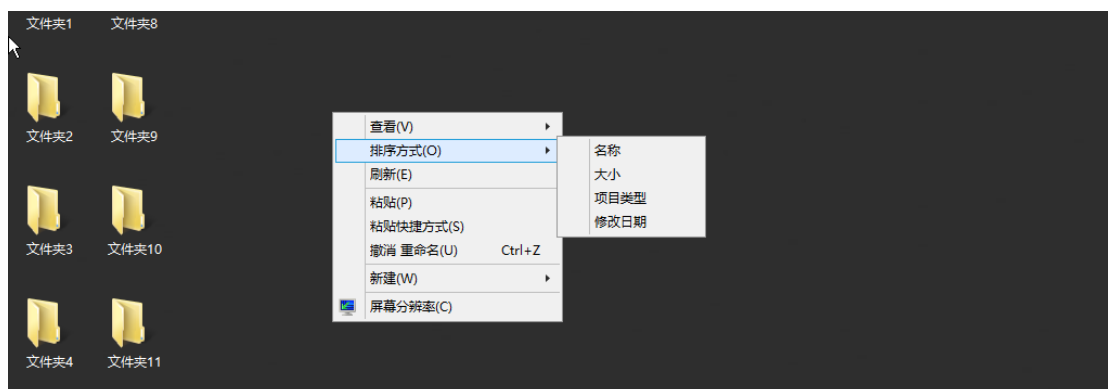 文件夹1 文件夹8
文件夹2 文件夹9
文件夹3 文件夹10
文件夹4 文件夹11
查看(V)
排序方式(O)
刷新(E)
粘贴(P)
粘贴快捷方式(S)
撤消 重命名(U) Ctrl+Z
新建(W)
屏幕分辨率(C)
名称
大小
项目类型
修改日期